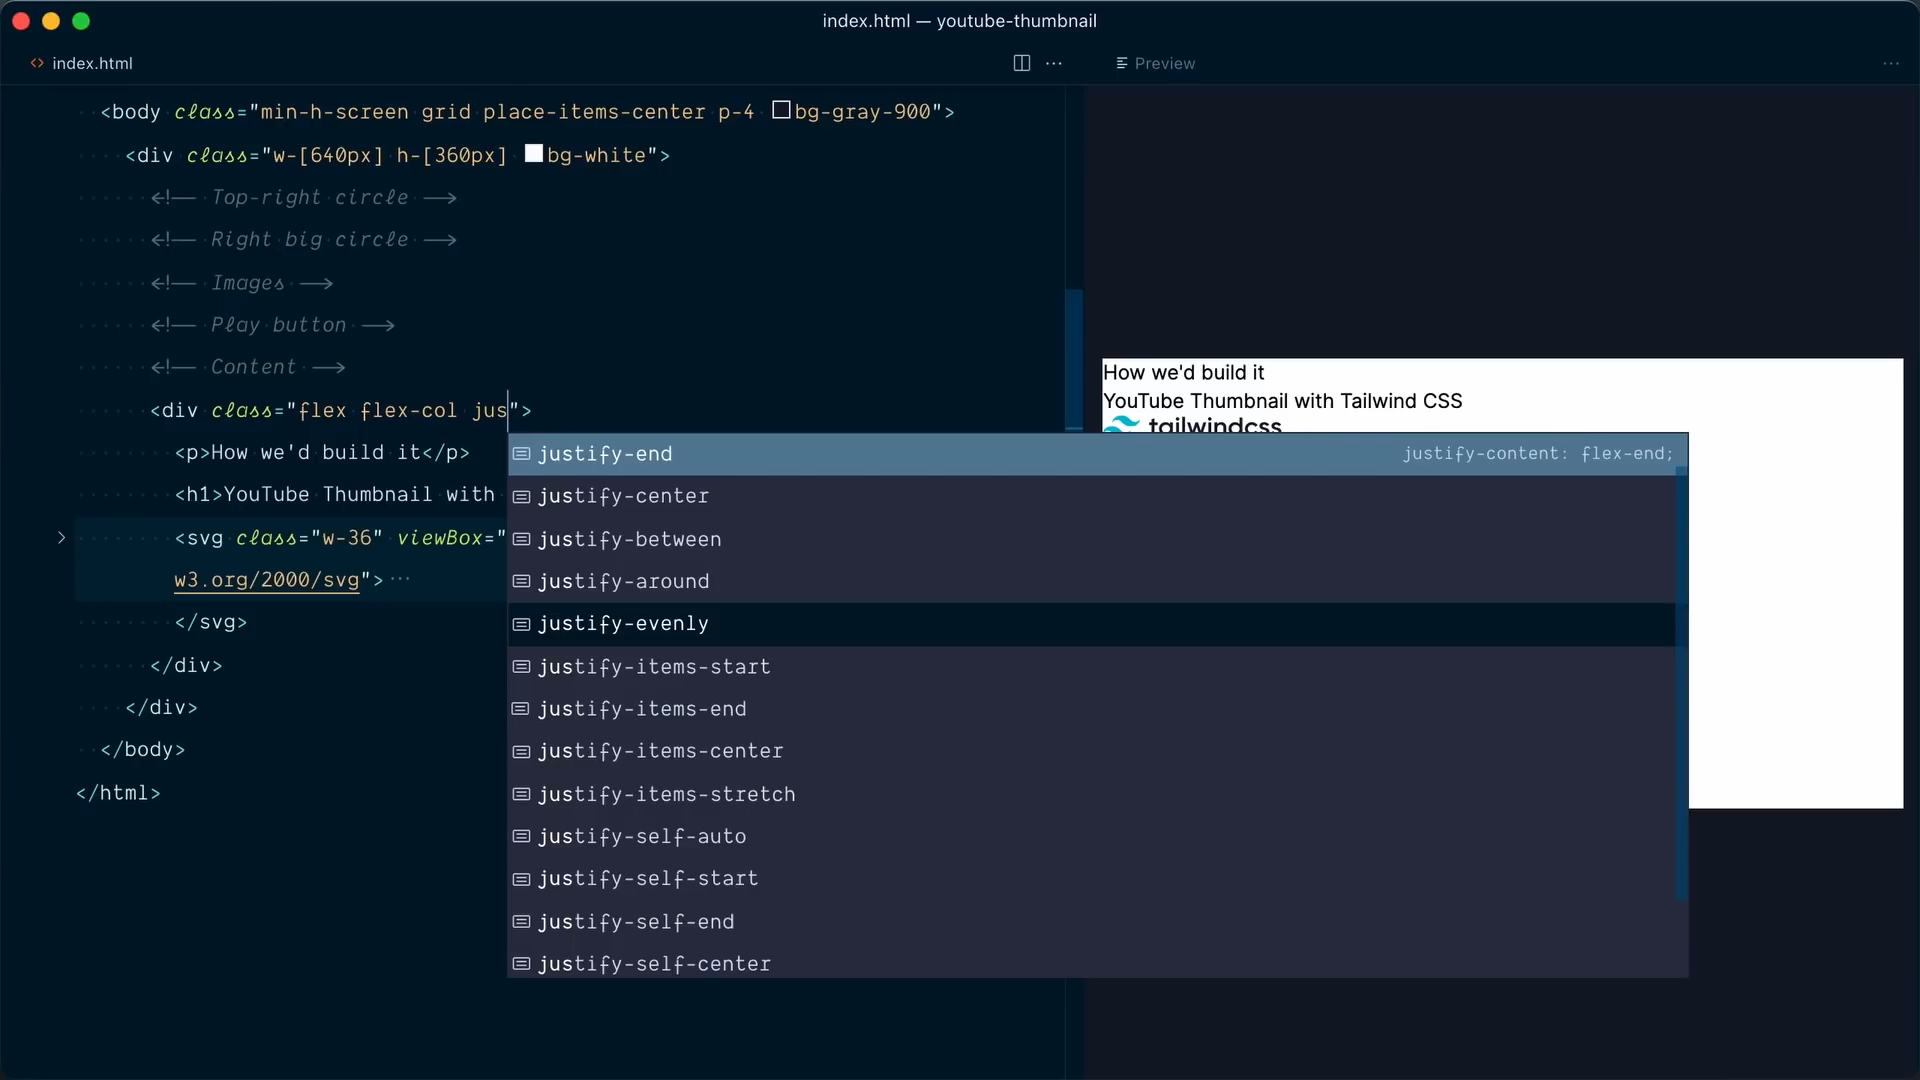 index.html — youtube-thumbnail
index.html
Preview
<body class="min-h-screen grid place-items-center p-4 bg-gray-900">
<div class="w-[640px] h-[360px] bg-white">
<!-- Top-right circle -->
<!-- Right big circle -->
<!-- Images -->
<!-- Play button -->
<!-- Content -->
<div class="flex flex-col jus">
<p>How we'd build it</p>
<h1>YouTube Thumbnail with
<svg class="w-36" viewBox="
w3.org/2000/svg">···
</svg>
</div>
</div>
</body>
</html>
justify-end justify-content: flex-end;
justify-center
justify-between
justify-around
justify-evenly
justify-items-start
justify-items-end
justify-items-center
justify-items-stretch
justify-self-auto
justify-self-start
justify-self-end
justify-self-center
How we'd build it
YouTube Thumbnail with Tailwind CSS
tailwindcss